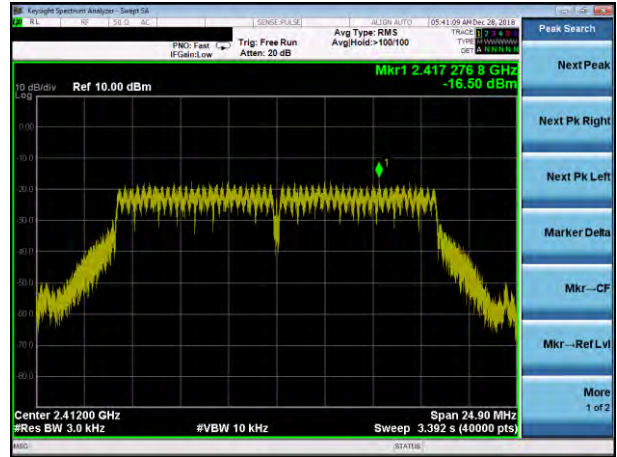 Keysight Spectrum Analyzer - Swept SA
RL RF 50 Ω AC SENSE:PULSE ALIGN AUTO 05:41:09 AM Dec 28, 2018
PNO: Fast
IFGain:Low
Trig: Free Run
Atten: 20 dB
Avg Type: RMS
Avg|Hold:>100/100
TRACE 1 2 3 4 5 6
TYPE
DET A N N N N N
Peak Search
Mkr1 2.417 276 8 GHz
-16.50 dBm
10 dB/div Ref 10.00 dBm
Log
0.00
-10.0
-20.0
-30.0
-40.0
-50.0
-60.0
-70.0
-80.0
1
Center 2.41200 GHz
#Res BW 3.0 kHz
#VBW 10 kHz
Span 24.90 MHz
Sweep 3.392 s (40000 pts)
MSG
STATUS
Next Peak
Next Pk Right
Next Pk Left
Marker Delta
Mkr→CF
Mkr→Ref Lvl
More
1 of 2